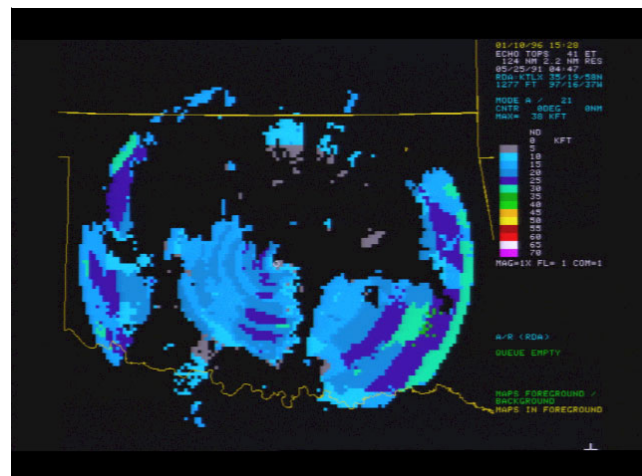 01/10/96 15:28
ECHO TOPS 41 ET
124 NM 2.2 NM RES
05/25/91 04:47
RDA:KTLX 35/19/58N
1277 FT 97/16/37W
MODE A / 21
CNTR 0DEG 0NM
MAX= 38 KFT
ND
0 KFT
5
10
15
20
25
30
35
40
45
50
55
60
65
70
MAG=1X FL= 1 COM=1
A/R (RDA)
QUEUE EMPTY
MAPS FOREGROUND /
BACKGROUND
MAPS IN FOREGROUND